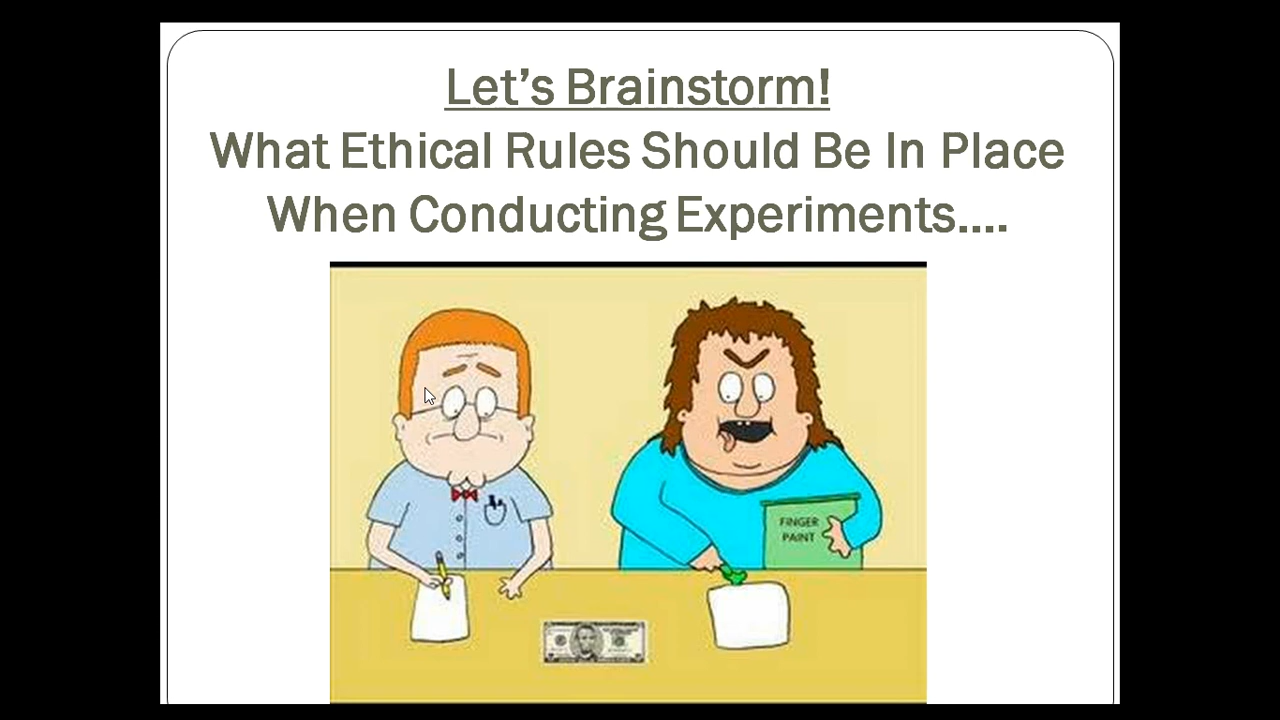 Let's Brainstorm!
What Ethical Rules Should Be In Place
When Conducting Experiments....
FINGER
PAINT